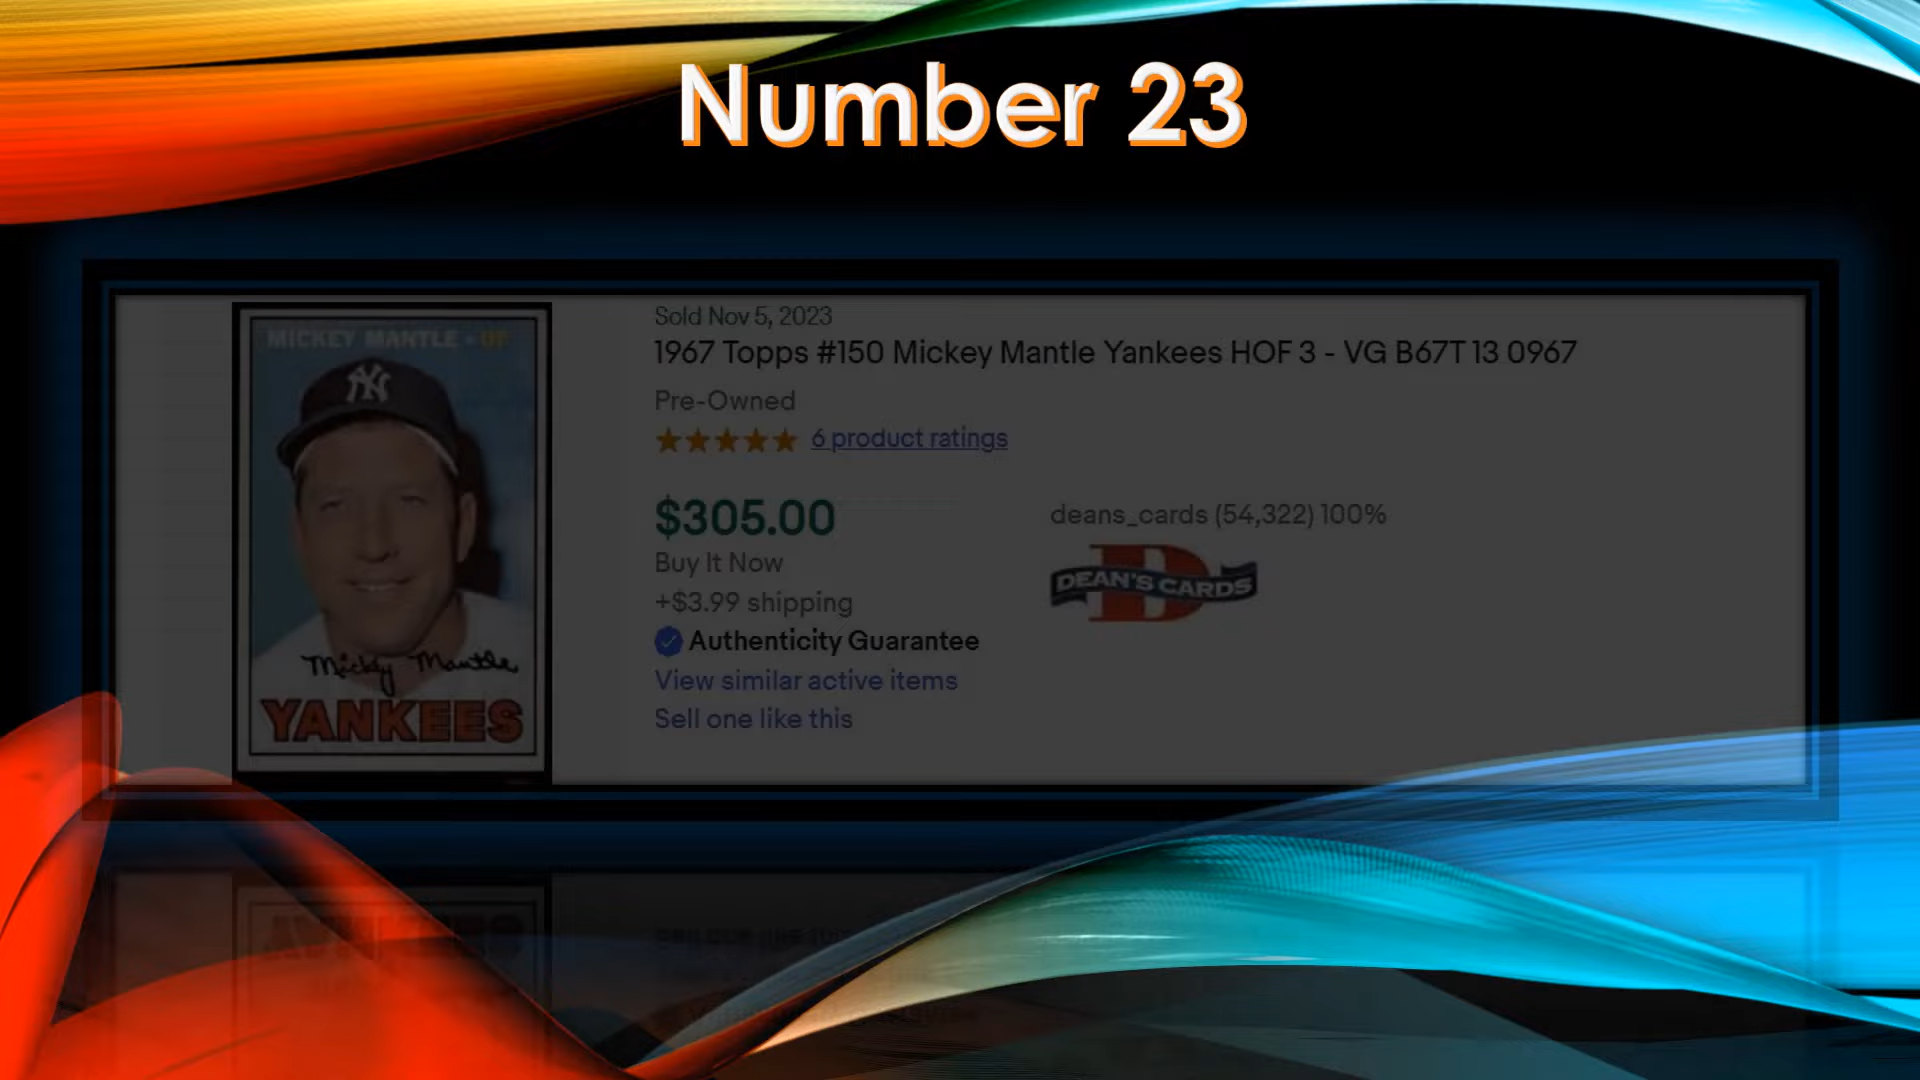 Number 23
MICKEY MANTLE - OF
Mickey Mantle
YANKEES
Sold Nov 5, 2023
1967 Topps #150 Mickey Mantle Yankees HOF 3 - VG B67T 13 0967
Pre-Owned
6 product ratings
$305.00
Buy It Now
+$3.99 shipping
Authenticity Guarantee
View similar active items
Sell one like this
deans_cards (54,322) 100%
D
DEAN'S CARDS